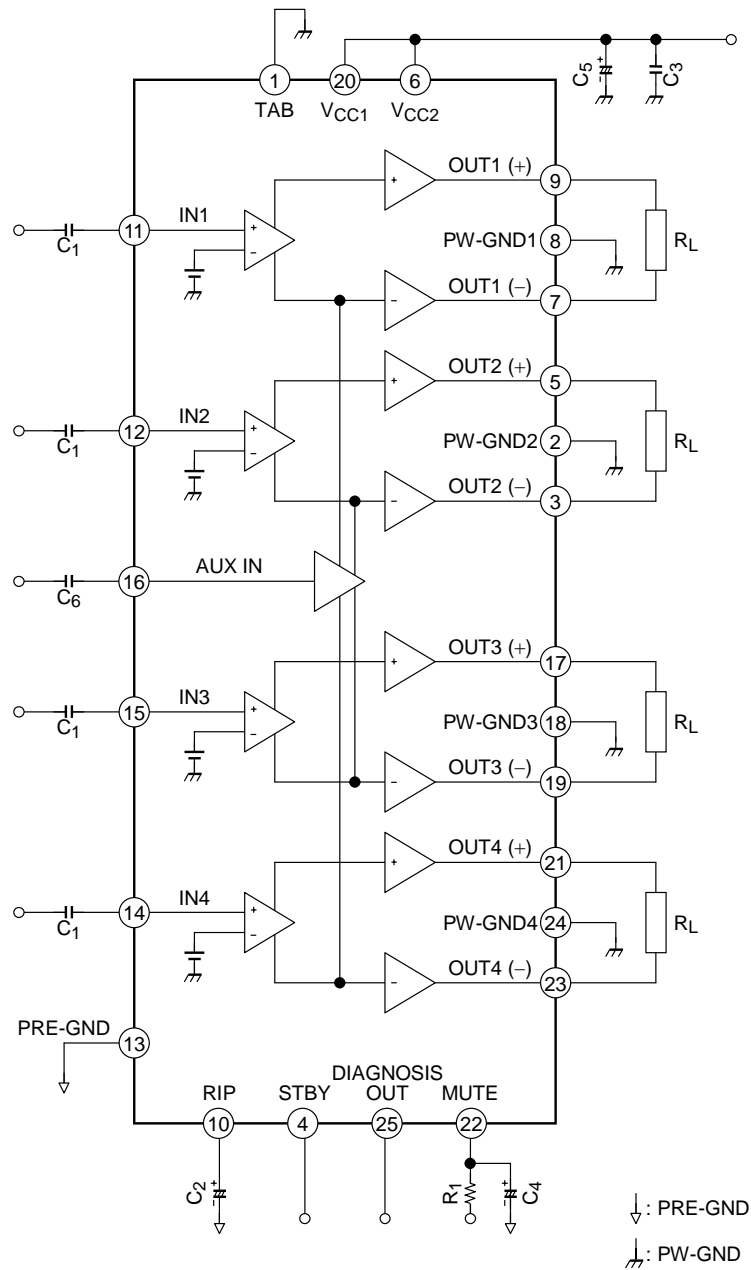 1 20 6
TAB VCC1 VCC2
C5 + −
C3
OUT1 (+) 9
C1 11 IN1 + − +
PW-GND1 8 RL
OUT1 (−) 7 −
OUT2 (+) 5
C1 12 IN2 + − +
PW-GND2 2 RL
OUT2 (−) 3 −
C6 16 AUX IN
OUT3 (+) 17
C1 15 IN3 + − +
PW-GND3 18 RL
OUT3 (−) 19 −
OUT4 (+) 21
C1 14 IN4 + − +
PW-GND4 24 RL
OUT4 (−) 23 −
PRE-GND 13
DIAGNOSIS
RIP STBY OUT MUTE
10 4 25 22
C2 + − R1 C4 + −
: PRE-GND
: PW-GND